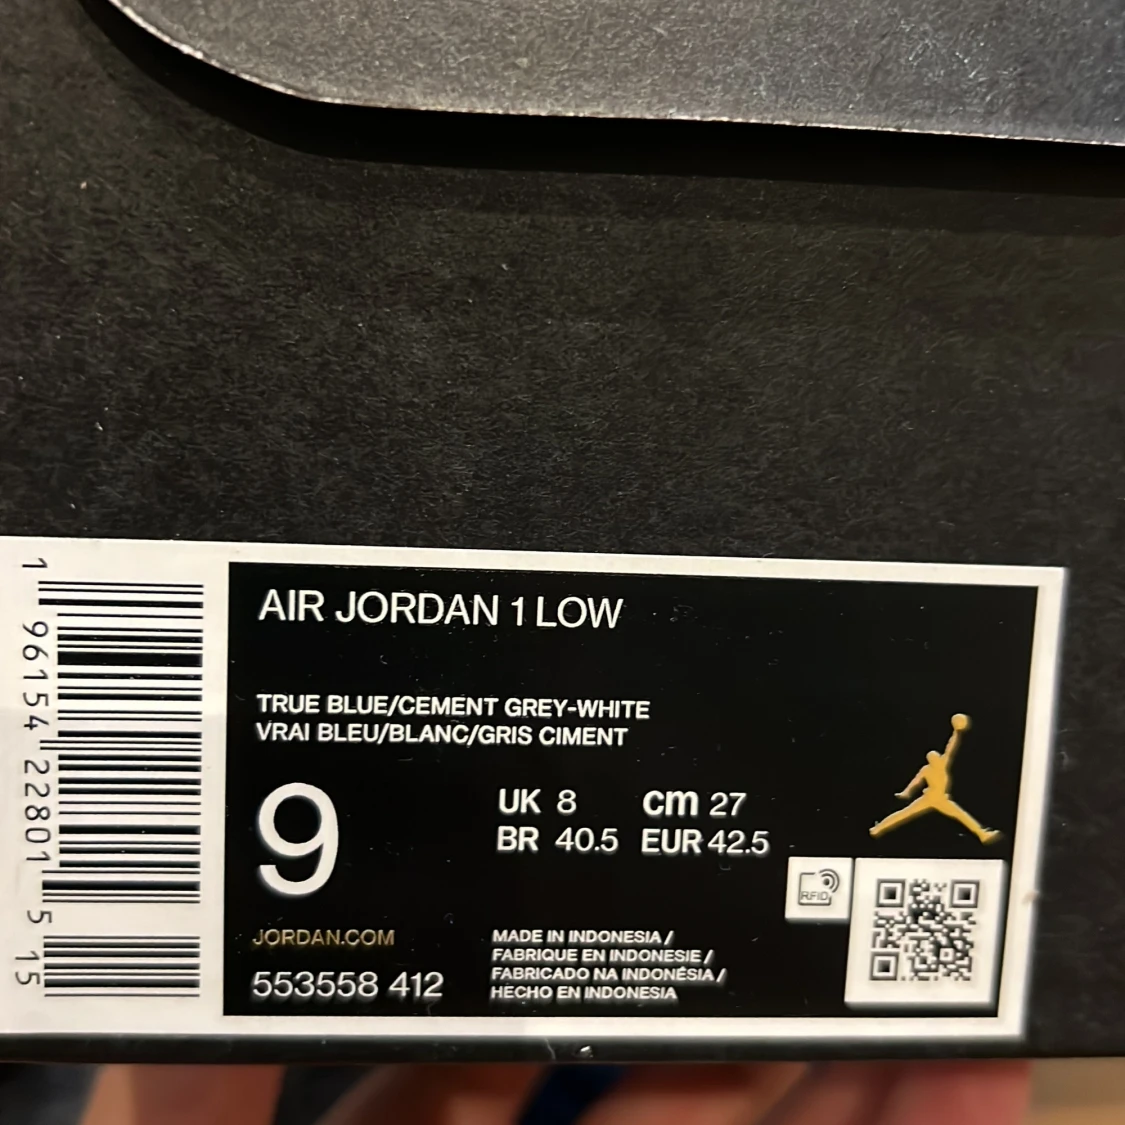 1 96154 22801 5 15
AIR JORDAN 1 LOW
TRUE BLUE/CEMENT GREY-WHITE
VRAI BLEU/BLANC/GRIS CIMENT
9
UK 8 cm 27
BR 40.5 EUR 42.5
RFID
JORDAN.COM
553558 412
MADE IN INDONESIA /
FABRIQUE EN INDONESIE /
FABRICADO NA INDONÉSIA /
HECHO EN INDONESIA